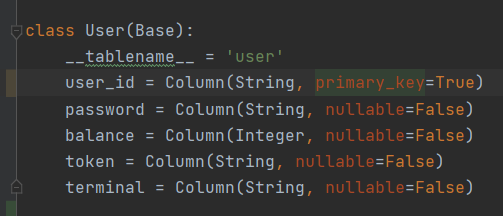 class User(Base):
    __tablename__ = 'user'
    user_id = Column(String, primary_key=True)
    password = Column(String, nullable=False)
    balance = Column(Integer, nullable=False)
    token = Column(String, nullable=False)
    terminal = Column(String, nullable=False)